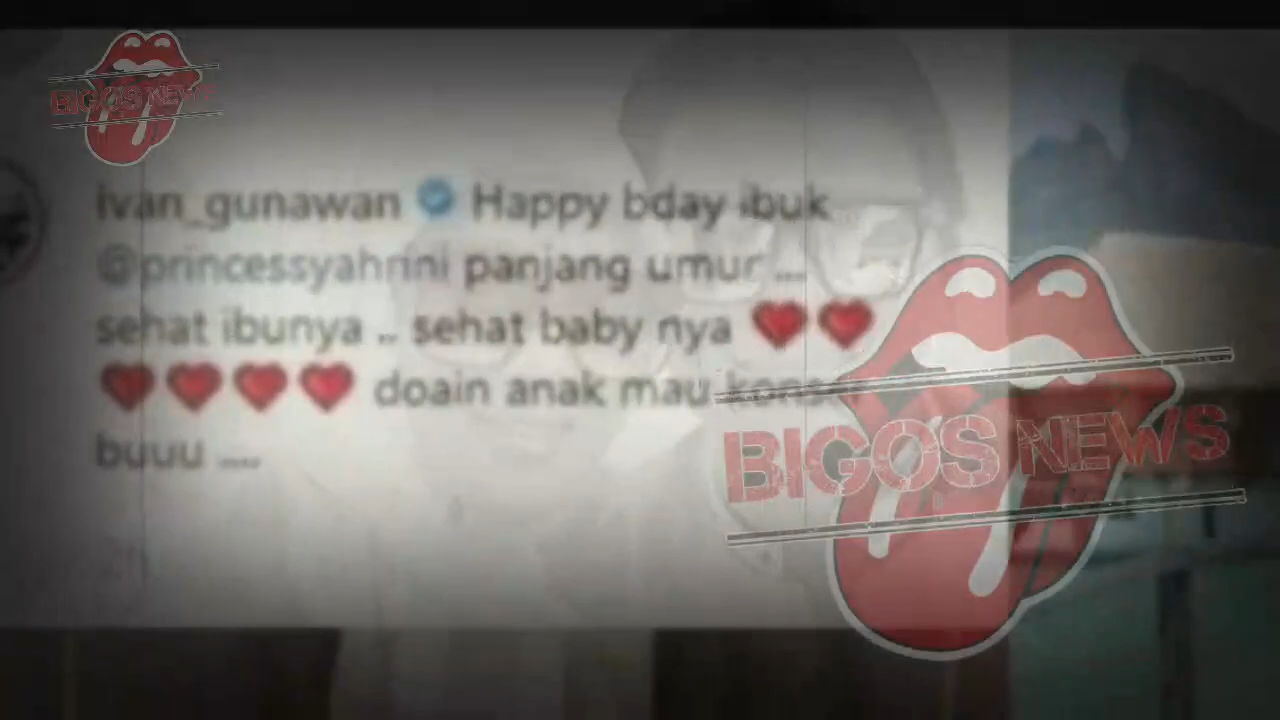 BIGOS NEWS
ivan_gunawan Happy bday ibuk
@princessyahrini panjang umur ...
sehat ibunya .. sehat baby nya
doain anak mau
buuu ....
BIGOS NEWS